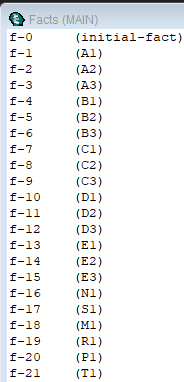 Facts (MAIN)
f-0 (initial-fact)
f-1 (A1)
f-2 (A2)
f-3 (A3)
f-4 (B1)
f-5 (B2)
f-6 (B3)
f-7 (C1)
f-8 (C2)
f-9 (C3)
f-10 (D1)
f-11 (D2)
f-12 (D3)
f-13 (E1)
f-14 (E2)
f-15 (E3)
f-16 (N1)
f-17 (S1)
f-18 (M1)
f-19 (R1)
f-20 (P1)
f-21 (T1)